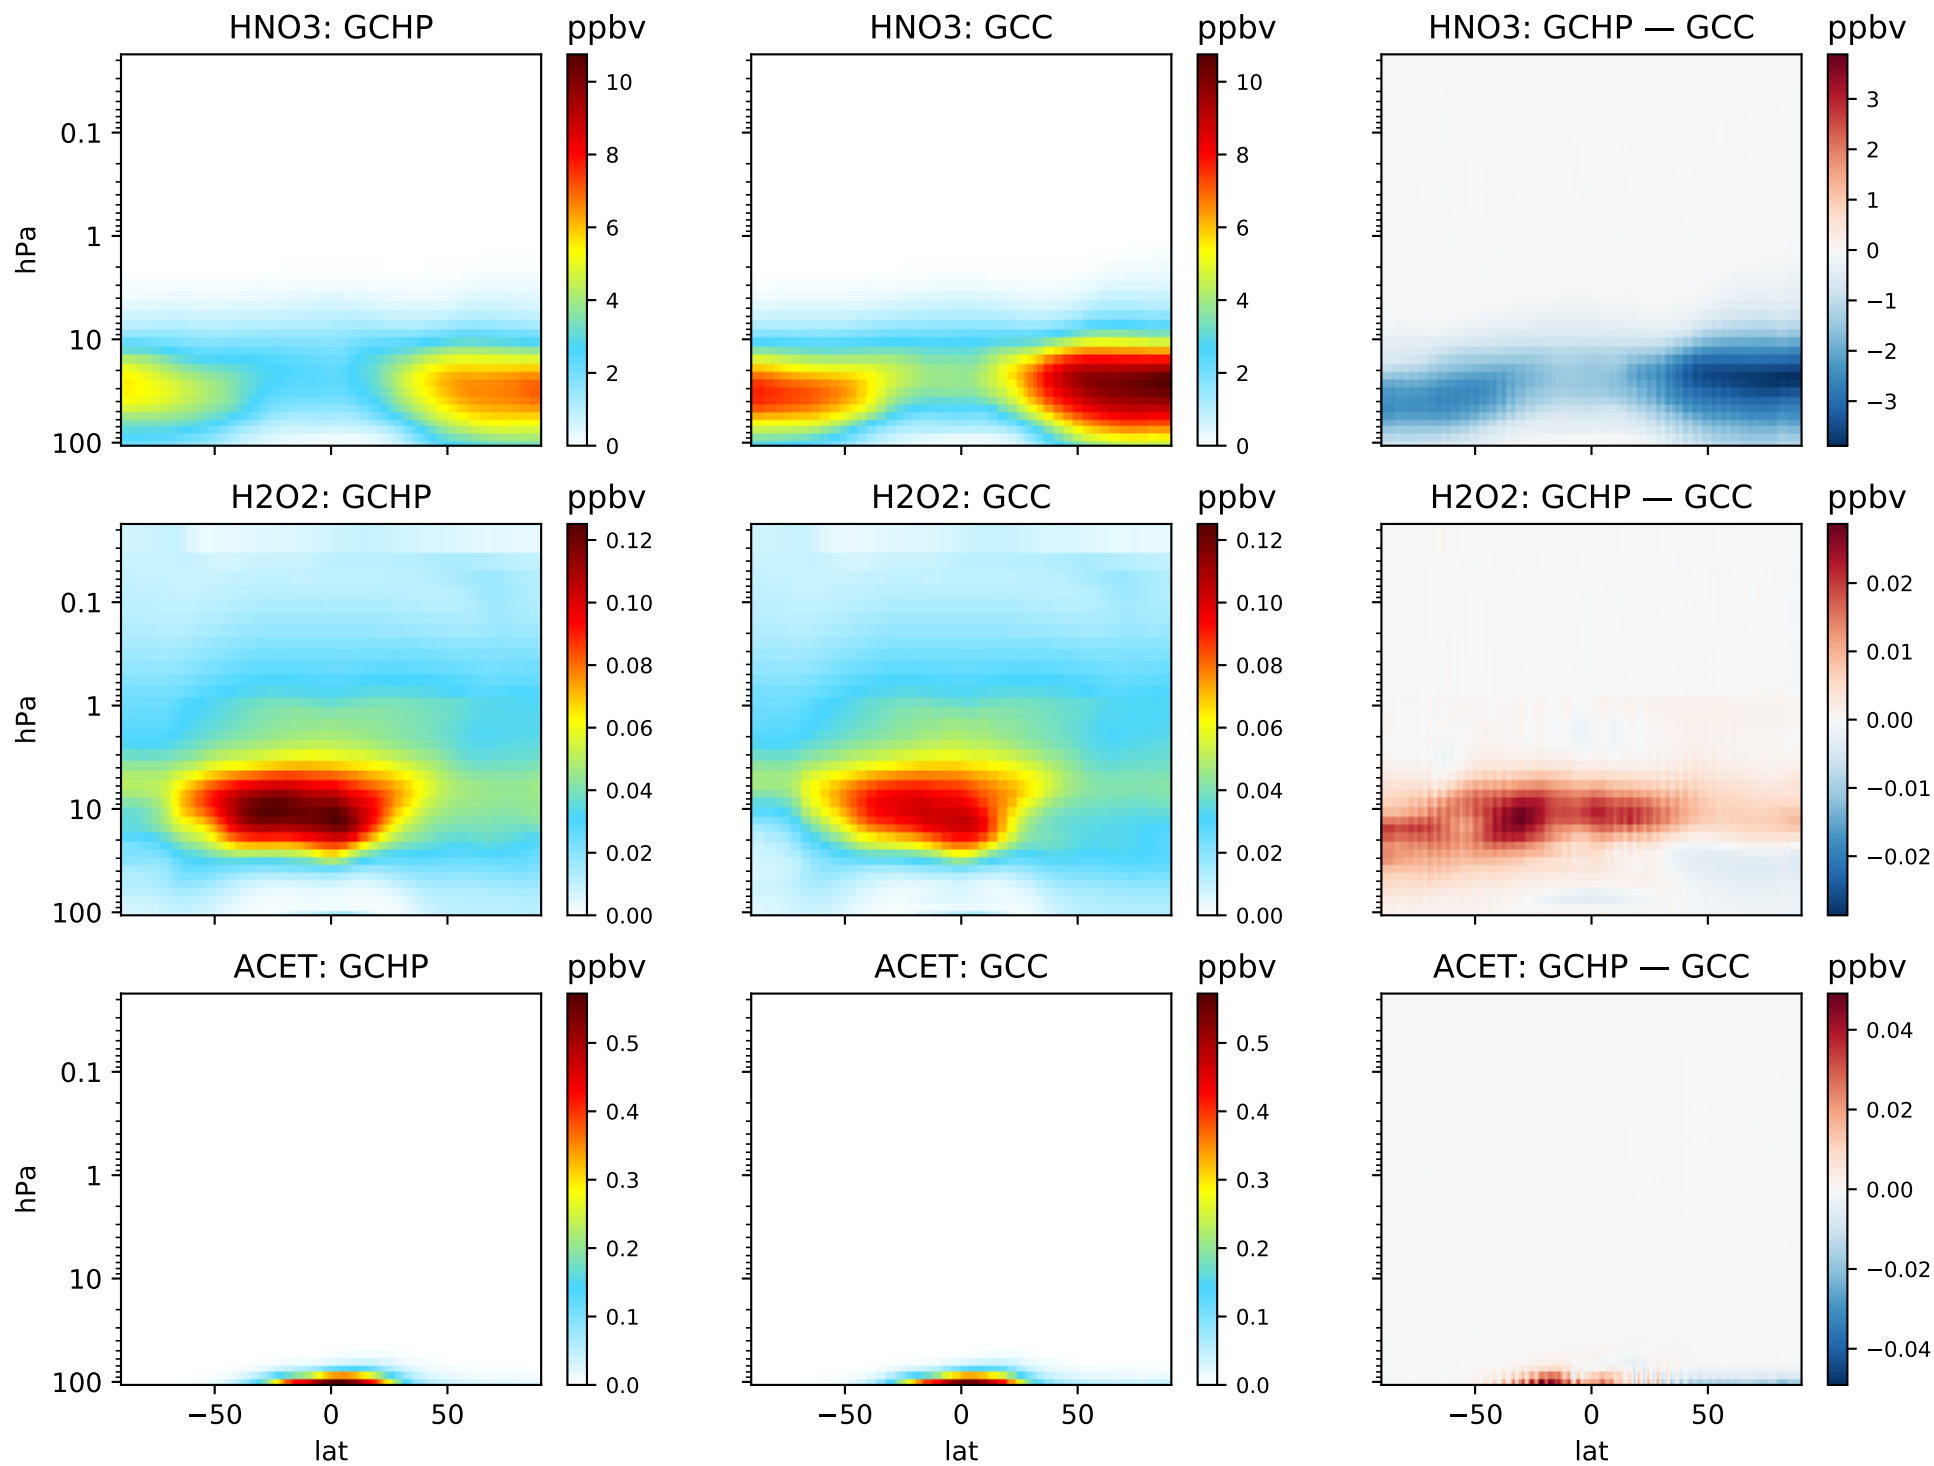 HNO3: GCHP
ppbv
HNO3: GCC
ppbv
HNO3: GCHP — GCC
ppbv
hPa
0.1
1
10
100
10
8
6
4
2
0
10
8
6
4
2
0
3
2
1
0
−1
−2
−3
H2O2: GCHP
ppbv
H2O2: GCC
ppbv
H2O2: GCHP — GCC
ppbv
hPa
0.1
1
10
100
0.12
0.10
0.08
0.06
0.04
0.02
0.00
0.12
0.10
0.08
0.06
0.04
0.02
0.00
0.02
0.01
0.00
−0.01
−0.02
ACET: GCHP
ppbv
ACET: GCC
ppbv
ACET: GCHP — GCC
ppbv
hPa
0.1
1
10
100
0.5
0.4
0.3
0.2
0.1
0.0
0.5
0.4
0.3
0.2
0.1
0.0
0.04
0.02
0.00
−0.02
−0.04
−50 0 50
−50 0 50
−50 0 50
lat
lat
lat